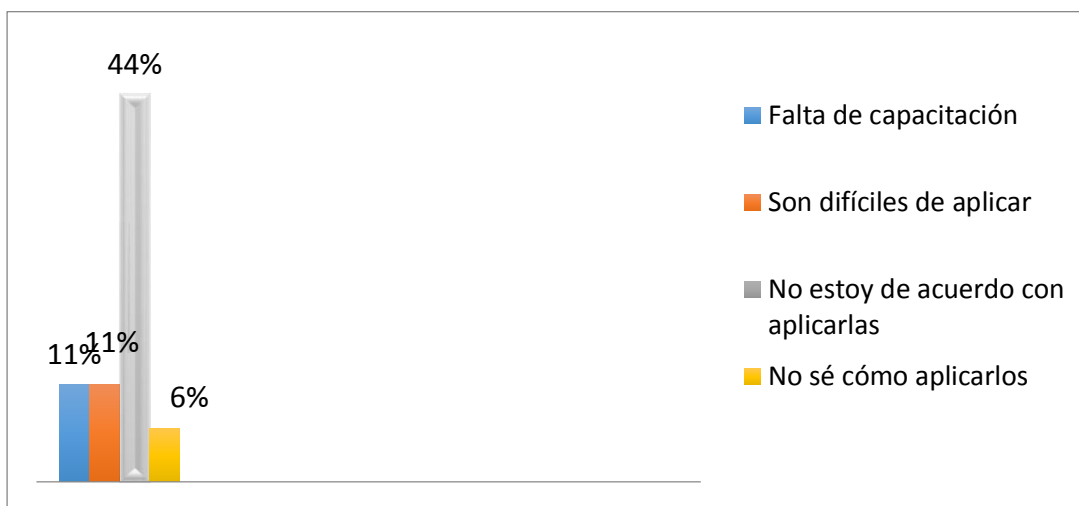 44%
11%
11%
6%
Falta de capacitación
Son difíciles de aplicar
No estoy de acuerdo con
aplicarlas
No sé cómo aplicarlos